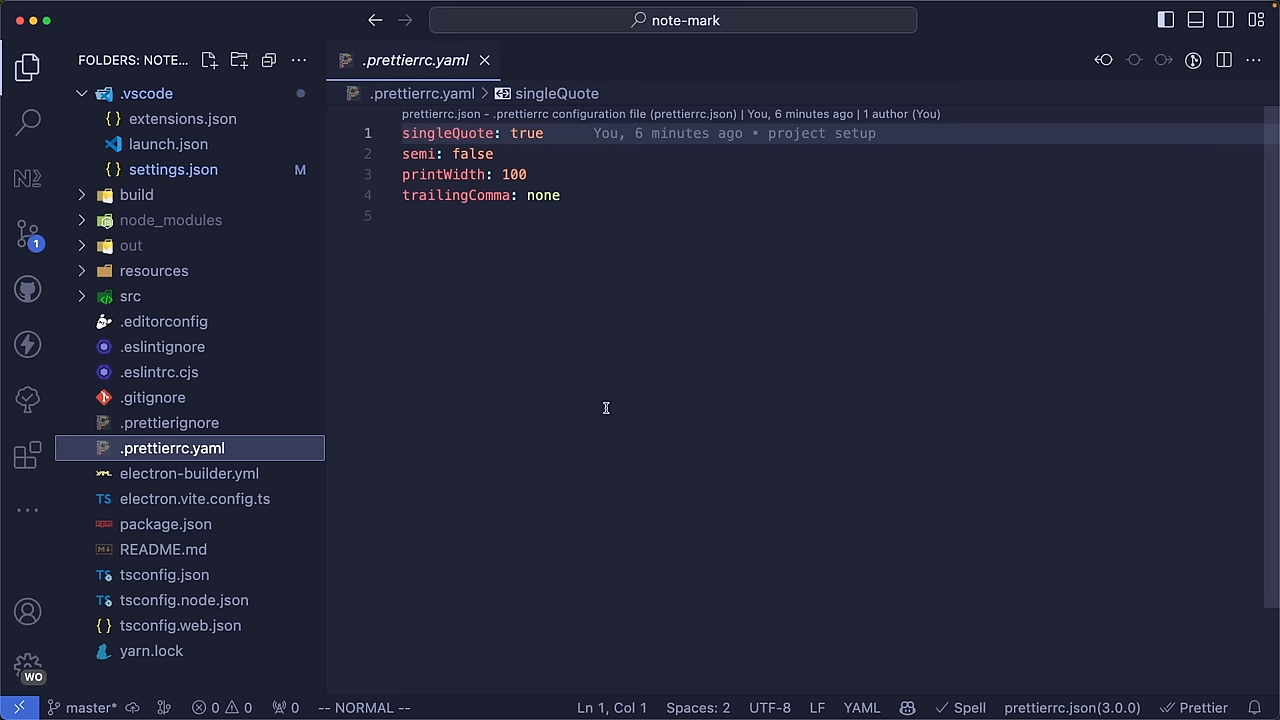 note-mark
FOLDERS: NOTE...
.vscode
{} extensions.json
launch.json
{} settings.json M
build
node_modules
out
resources
src
.editorconfig
.eslintignore
.eslintrc.cjs
.gitignore
.prettierignore
.prettierrc.yaml
electron-builder.yml
TS electron.vite.config.ts
package.json
README.md
TS tsconfig.json
TS tsconfig.node.json
{} tsconfig.web.json
yarn.lock
1
WO
.prettierrc.yaml
.prettierrc.yaml > singleQuote
prettierrc.json - .prettierrc configuration file (prettierrc.json) | You, 6 minutes ago | 1 author (You)
1 singleQuote: true You, 6 minutes ago • project setup
2 semi: false
3 printWidth: 100
4 trailingComma: none
5
master* 0 0 0 -- NORMAL -- Ln 1, Col 1 Spaces: 2 UTF-8 LF YAML Spell prettierrc.json(3.0.0) Prettier